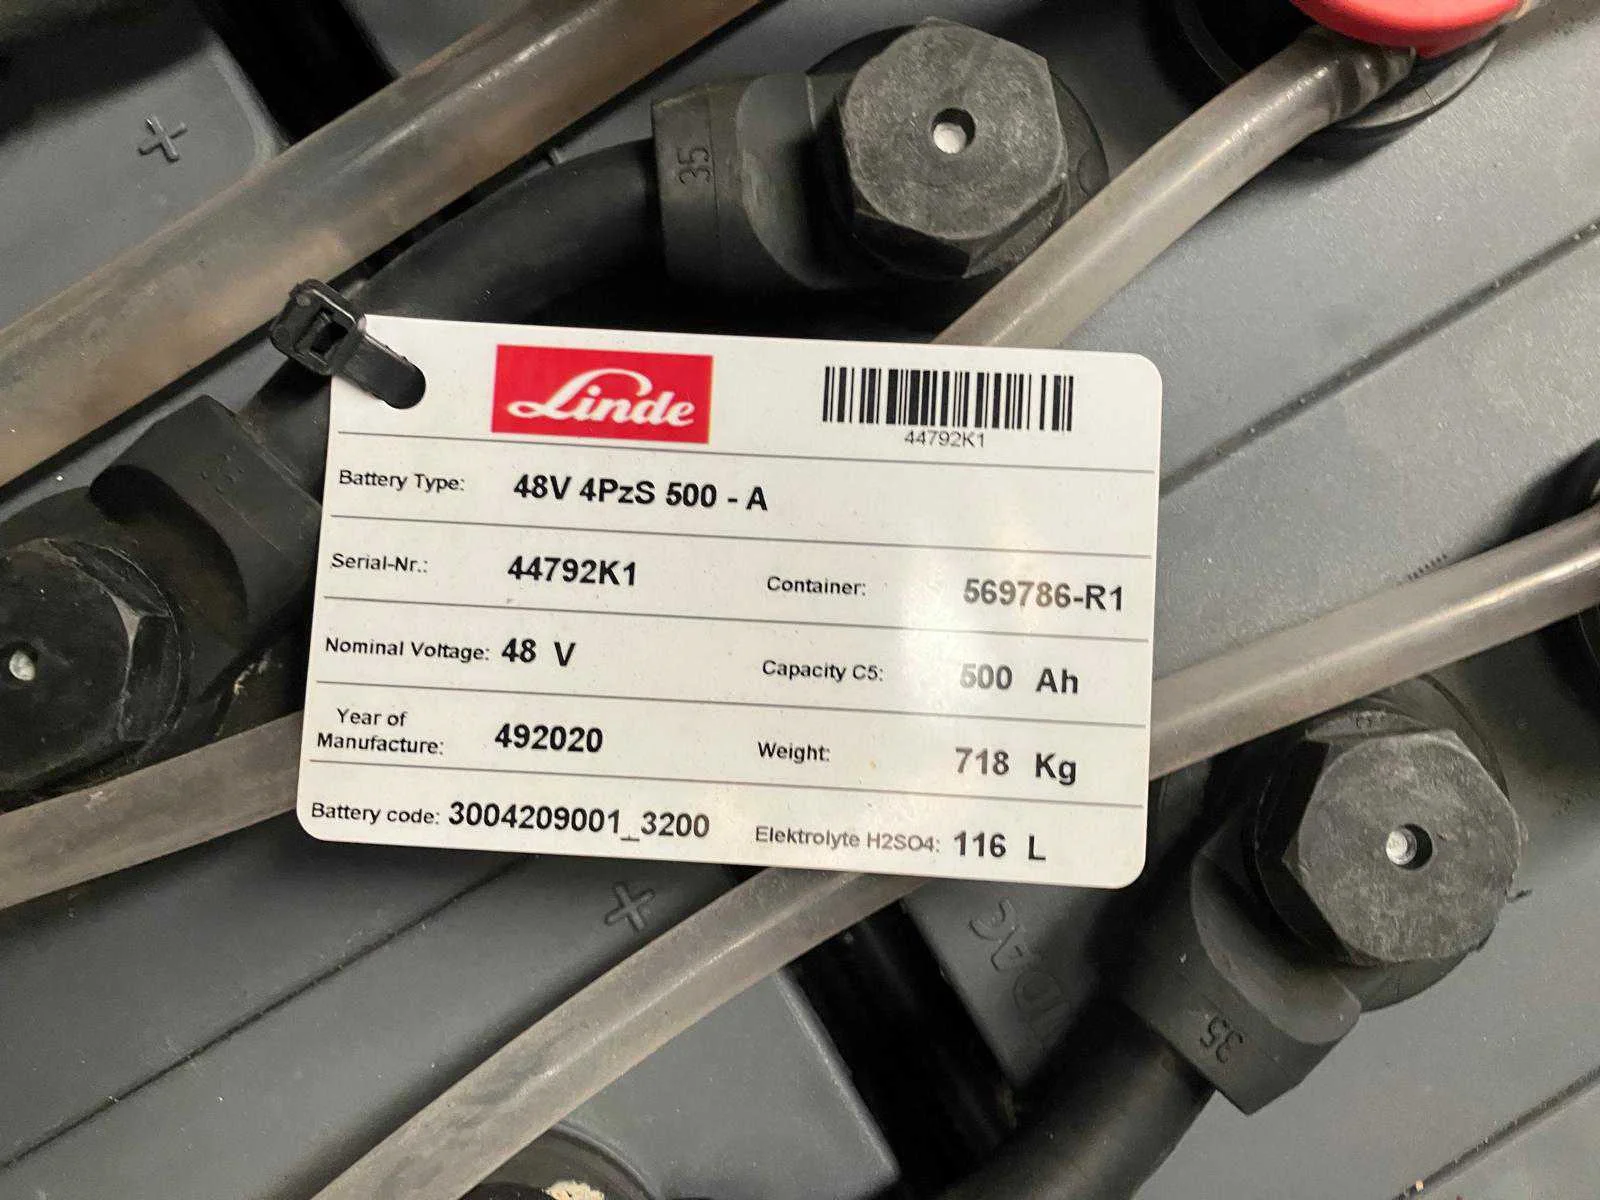 35
Linde
44792K1
Battery Type: 48V 4PzS 500 - A
Serial-Nr.: 44792K1 Container: 569786-R1
Nominal Voltage: 48 V Capacity C5: 500 Ah
Year of
Manufacture: 492020 Weight: 718 Kg
Battery code: 3004209001_3200 Elektrolyte H2SO4: 116 L
35